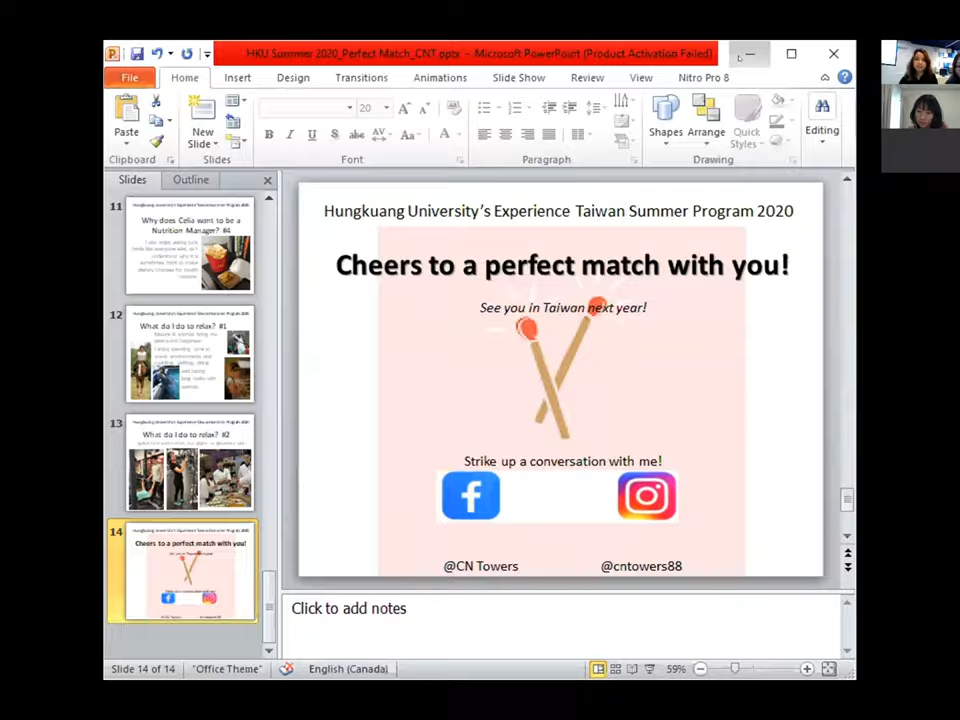 HKU Summer 2020_Perfect Match_CNT.pptx - Microsoft PowerPoint (Product Activation Failed)
File Home Insert Design Transitions Animations Slide Show Review View Nitro Pro 8
20
Paste
New Slide
B I U S abc AV Aa A
Shapes Arrange Quick Styles
Editing
Clipboard Slides Font Paragraph Drawing
Slides Outline
11
Why does Celia want to be a
Nutrition Manager? #4
12
What do I do to relax? #1
13
What do I do to relax? #2
14
Cheers to a perfect match with you!
Hungkuang University's Experience Taiwan Summer Program 2020
Cheers to a perfect match with you!
See you in Taiwan next year!
Strike up a conversation with me!
@CN Towers @cntowers88
Click to add notes
Slide 14 of 14 "Office Theme" English (Canada) 59%